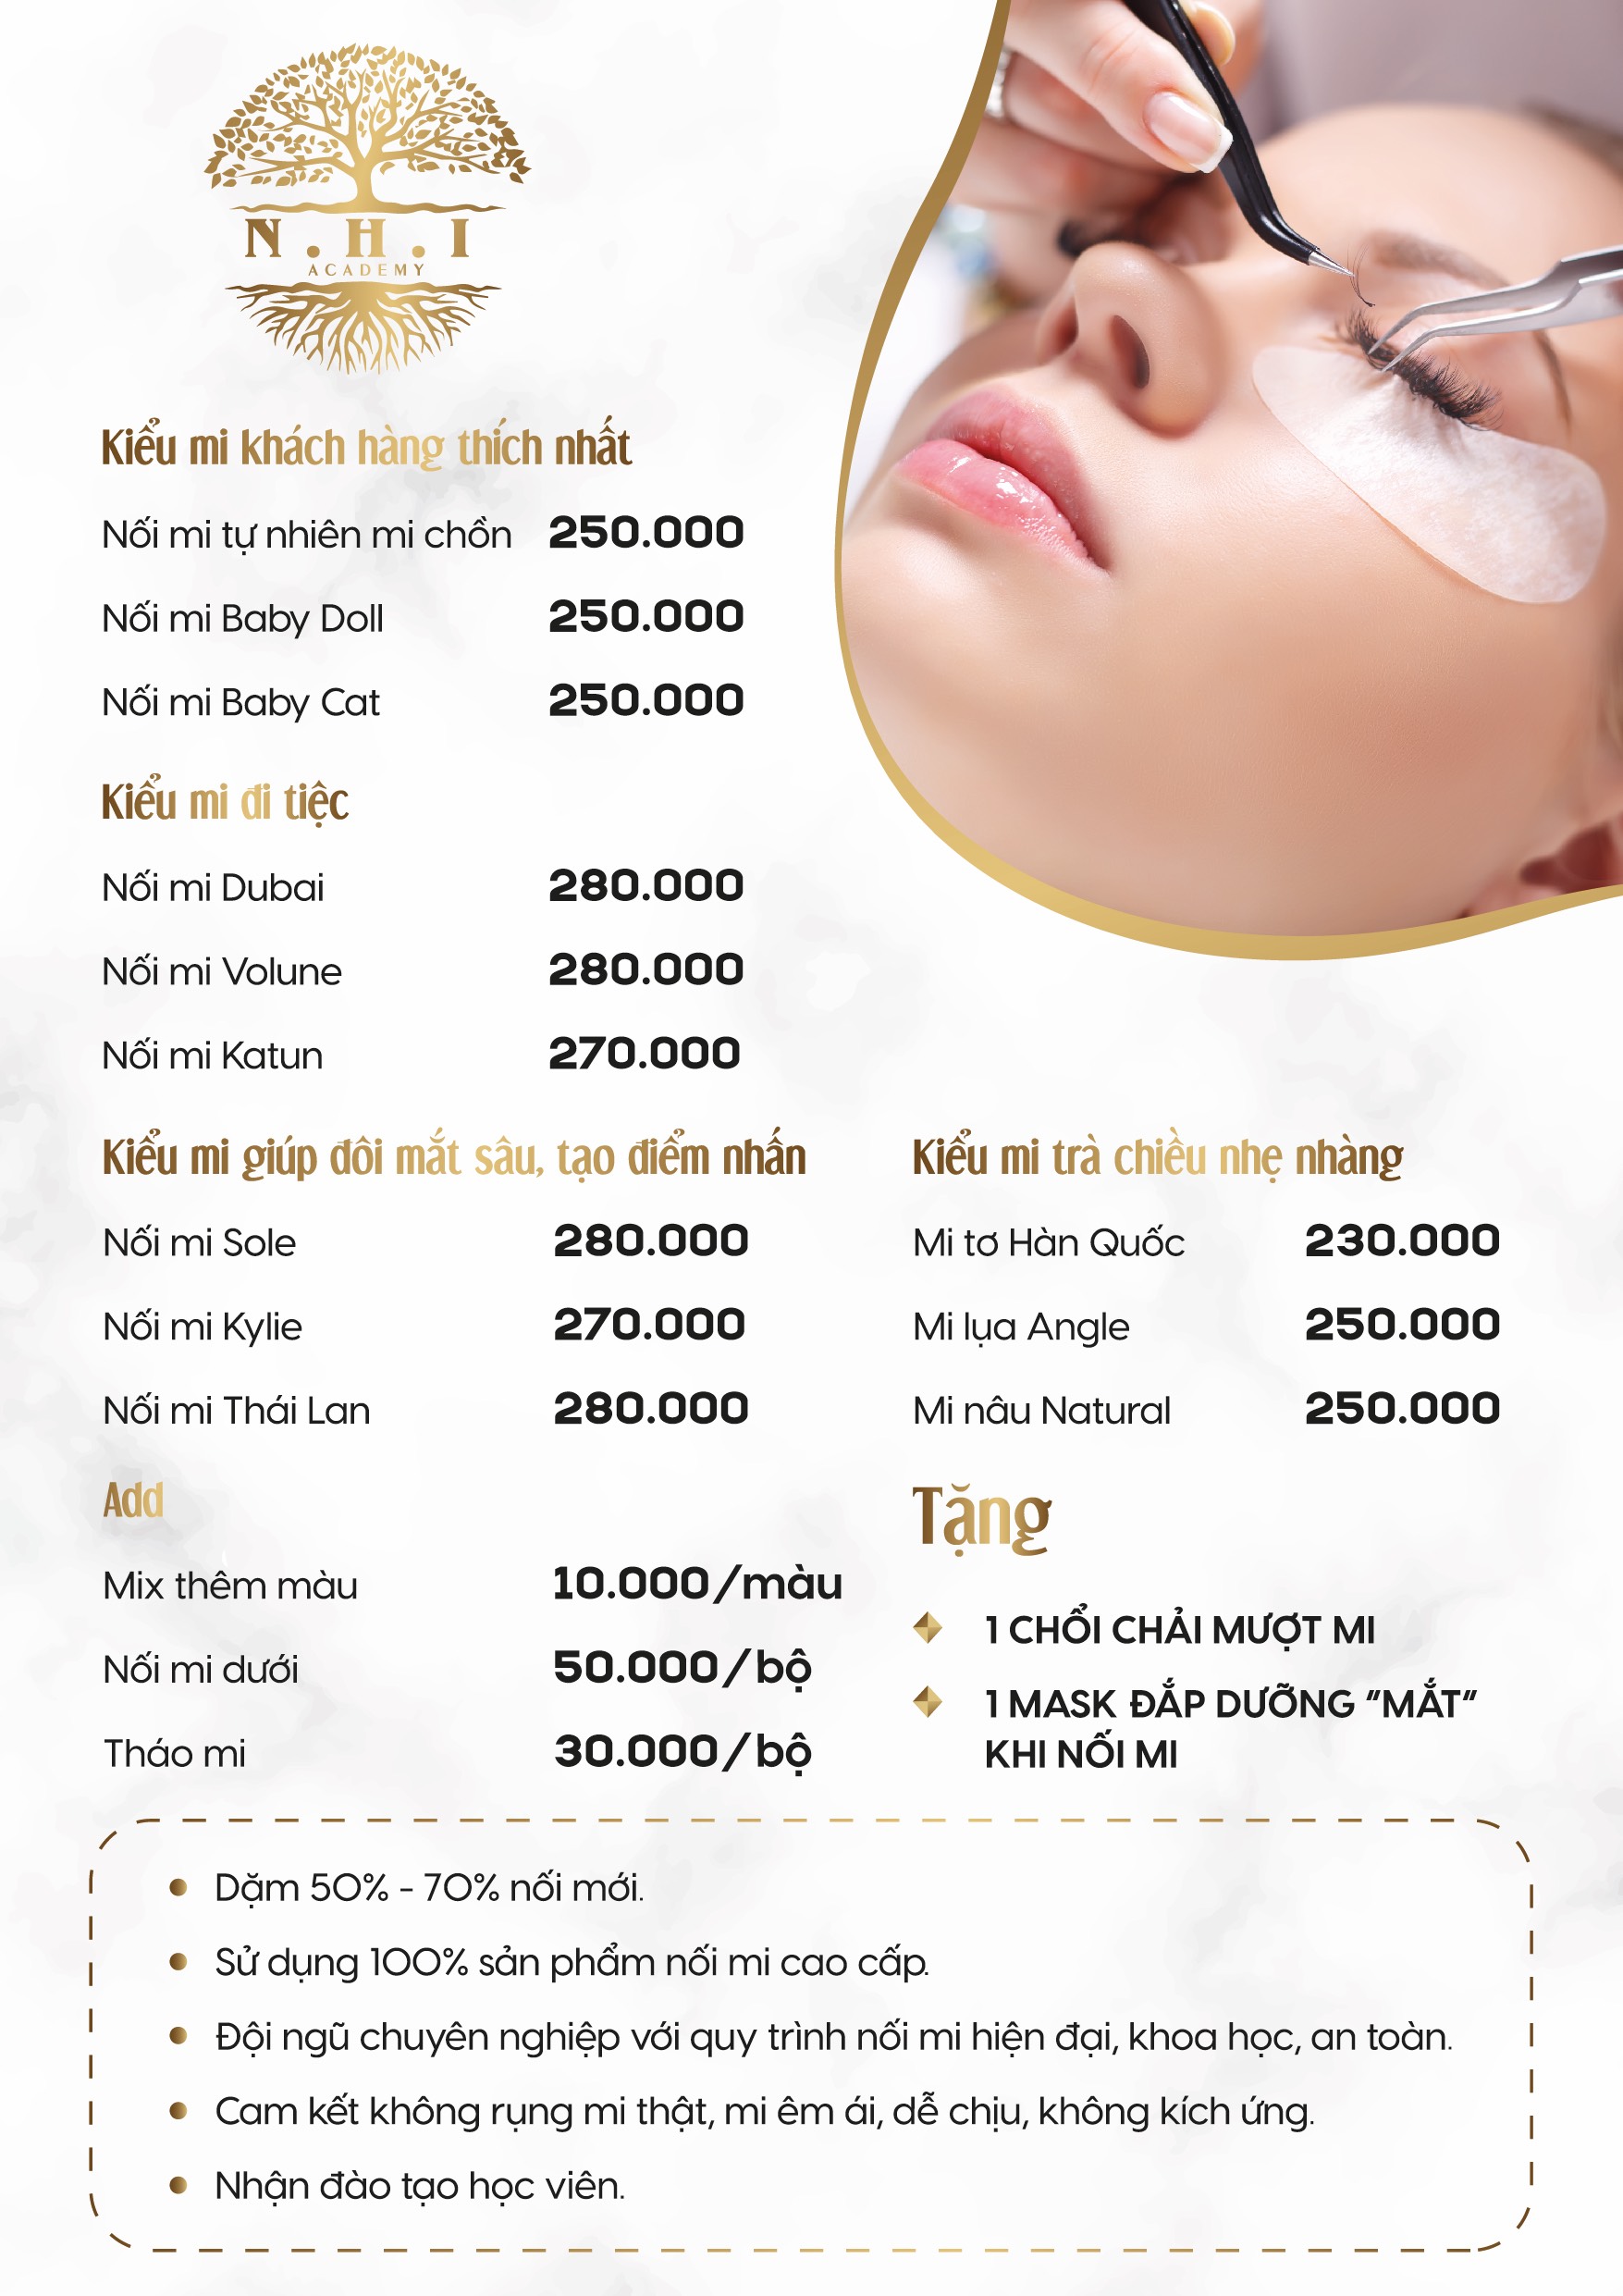 N . H . I
ACADEMY
Kiểu mi khách hàng thích nhất
Nối mi tự nhiên mi chồn 250.000
Nối mi Baby Doll 250.000
Nối mi Baby Cat 250.000
Kiểu mi đi tiệc
Nối mi Dubai 280.000
Nối mi Volune 280.000
Nối mi Katun 270.000
Kiểu mi giúp đôi mắt sâu, tạo điểm nhấn
Nối mi Sole 280.000
Nối mi Kylie 270.000
Nối mi Thái Lan 280.000
Kiểu mi trà chiều nhẹ nhàng
Mi tơ Hàn Quốc 230.000
Mi lụa Angle 250.000
Mi nâu Natural 250.000
Add
Mix thêm màu 10.000/màu
Nối mi dưới 50.000/bộ
Tháo mi 30.000/bộ
Tặng
1 CHỔI CHẢI MƯỢT MI
1 MASK ĐẮP DƯỠNG "MẮT"
KHI NỐI MI
Dặm 50% - 70% nối mới.
Sử dụng 100% sản phẩm nối mi cao cấp.
Đội ngũ chuyên nghiệp với quy trình nối mi hiện đại, khoa học, an toàn.
Cam kết không rụng mi thật, mi êm ái, dễ chịu, không kích ứng.
Nhận đào tạo học viên.